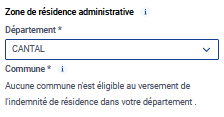 Zone de résidence administrative i
Département *
CANTAL
Commune * i
Aucune commune n'est éligible au versement de
l'indemnité de résidence dans votre département .